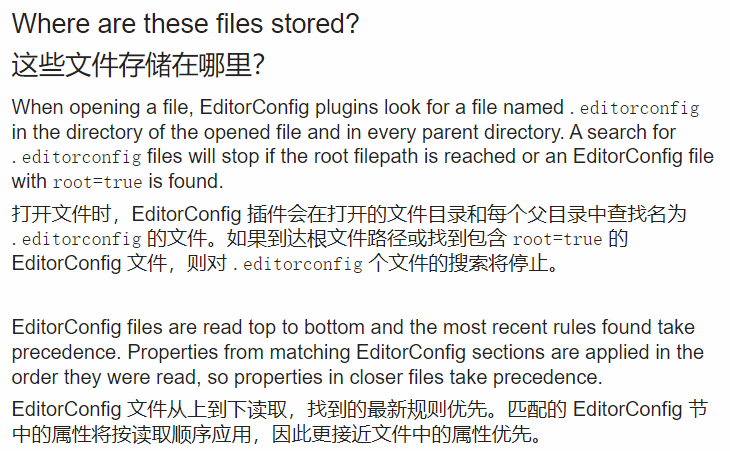 Where are these files stored?
这些文件存储在哪里？
When opening a file, EditorConfig plugins look for a file named .editorconfig
in the directory of the opened file and in every parent directory. A search for
.editorconfig files will stop if the root filepath is reached or an EditorConfig file
with root=true is found.
打开文件时，EditorConfig 插件会在打开的文件目录和每个父目录中查找名为
.editorconfig 的文件。如果到达根文件路径或找到包含 root=true 的
EditorConfig 文件，则对 .editorconfig 个文件的搜索将停止。
EditorConfig files are read top to bottom and the most recent rules found take
precedence. Properties from matching EditorConfig sections are applied in the
order they were read, so properties in closer files take precedence.
EditorConfig 文件从上到下读取，找到的最新规则优先。匹配的 EditorConfig 节
中的属性将按读取顺序应用，因此更接近文件中的属性优先。